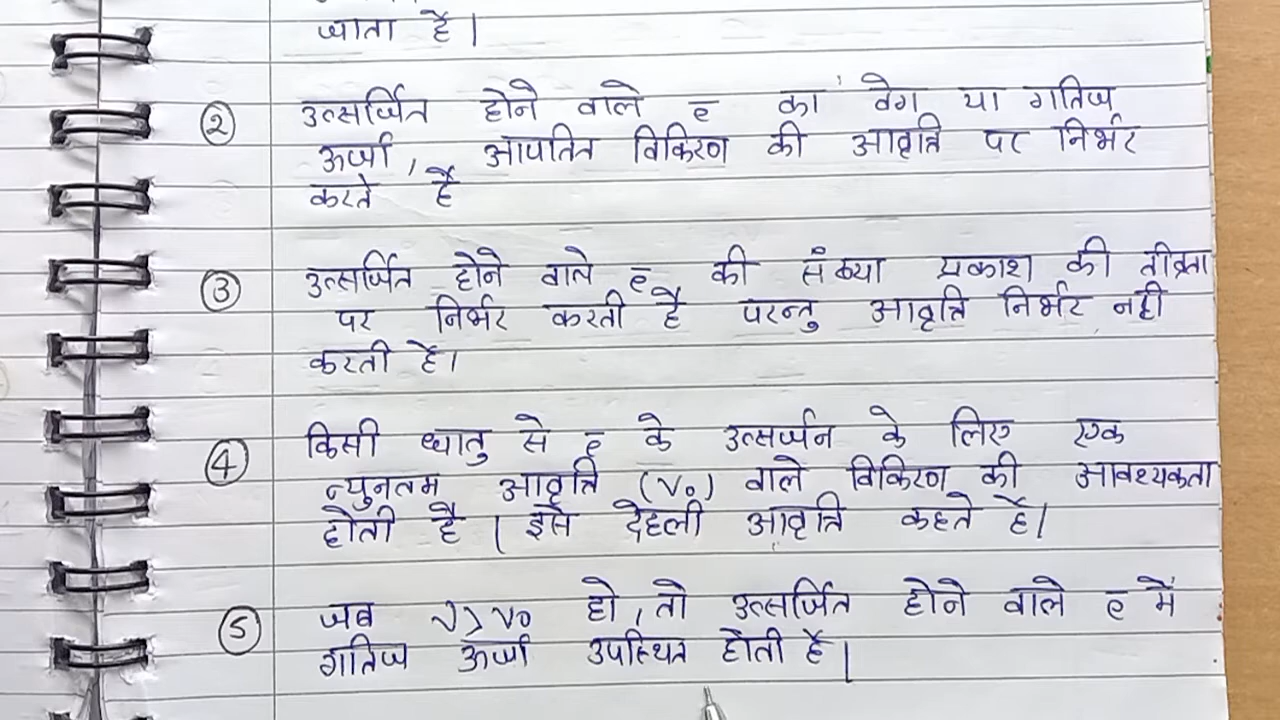 जाता है।
② उत्सर्जित होने वाले e का वेग या गतिज
ऊर्जा, आपतित विकिरण की आवृत्ति पर निर्भर
करते है
③ उत्सर्जित होने वाले e की संख्या प्रकाश की तीव्रता
पर निर्भर करती है परन्तु आवृत्ति निर्भर नही
करती है।
④ किसी धातु से e के उत्सर्जन के लिए एक
न्युनतम आवृत्ति (ν₀) वाले विकिरण की आवश्यकता
होती है। इसे देहली आवृत्ति कहते है।
⑤ जब ν>ν₀ हो, तो उत्सर्जित होने वाले e में
गतिज ऊर्जा उपस्थित होती है।